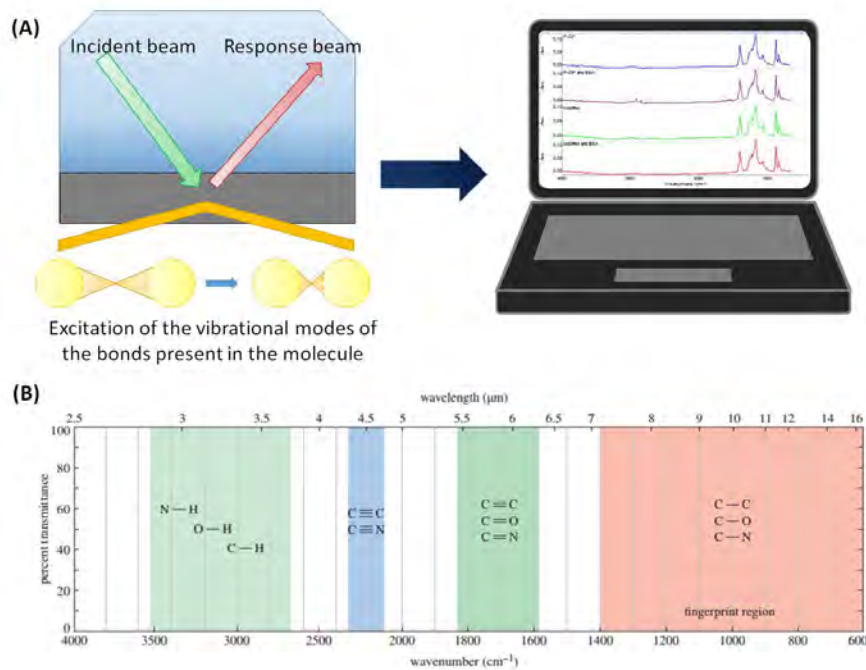 (A)
Incident beam
Response beam
Excitation of the vibrational modes of
the bonds present in the molecule
(B)
wavelength (µm)
2.5 3 3.5 4 4.5 5 5.5 6 6.5 7 8 9 10 11 12 14 16
percent transmittance
100
80
60
40
20
0
N — H
O — H
C — H
C ≡ C
C ≡ N
C = C
C = O
C = N
C — C
C — O
C — N
fingerprint region
4000 3500 3000 2500 2000 1800 1600 1400 1200 1000 800 600
wavenumber (cm⁻¹)